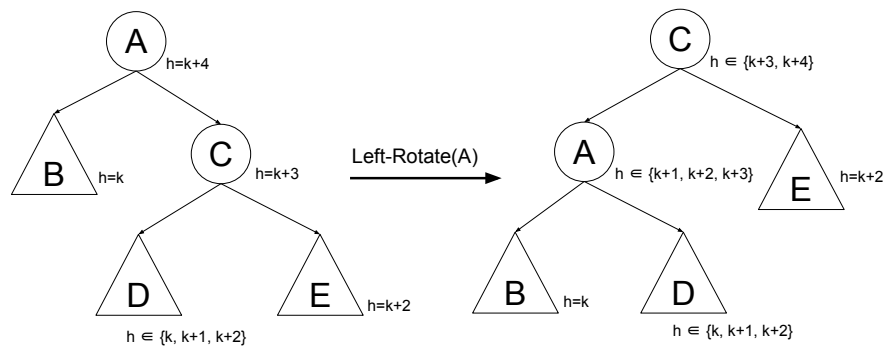 A
h=k+4
B
h=k
C
h=k+3
D
h ∈ {k, k+1, k+2}
E
h=k+2
Left-Rotate(A)
C
h ∈ {k+3, k+4}
A
h ∈ {k+1, k+2, k+3}
E
h=k+2
B
h=k
D
h ∈ {k, k+1, k+2}